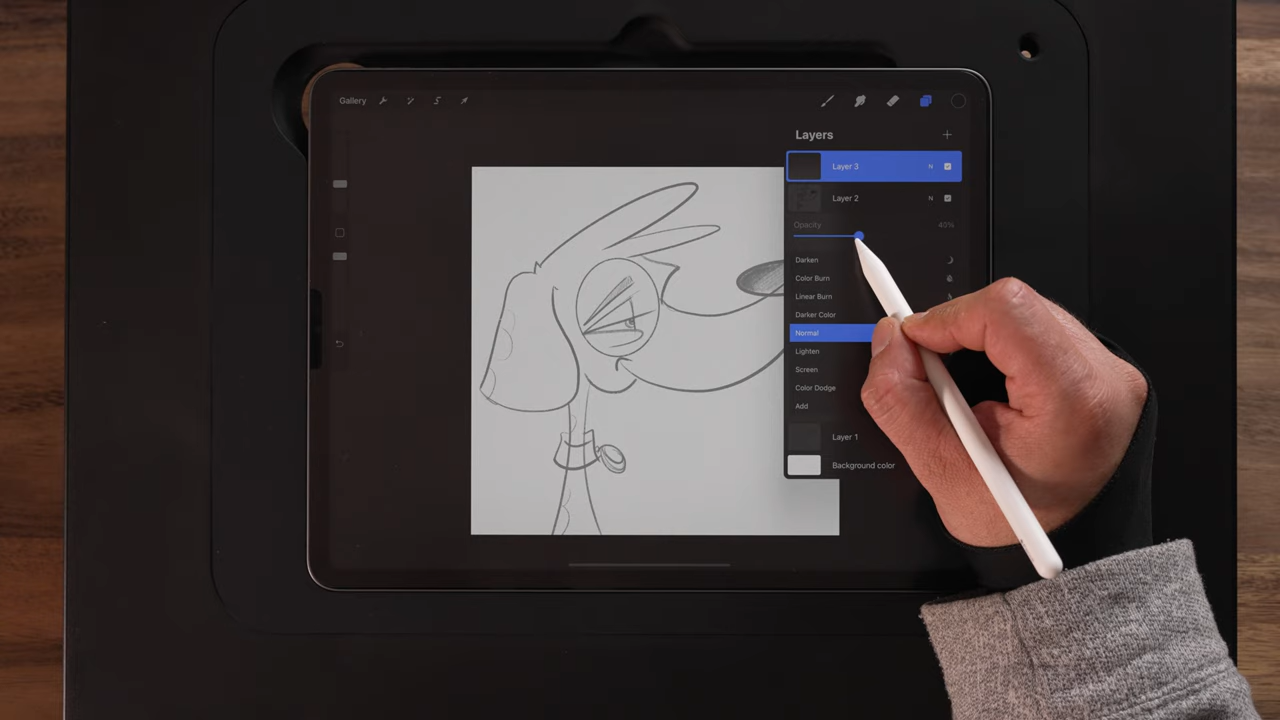 Gallery
Layers
Layer 3 N
Layer 2 N
Opacity 40%
Darken
Color Burn
Linear Burn
Darker Color
Normal
Lighten
Screen
Color Dodge
Add
Layer 1
Background color